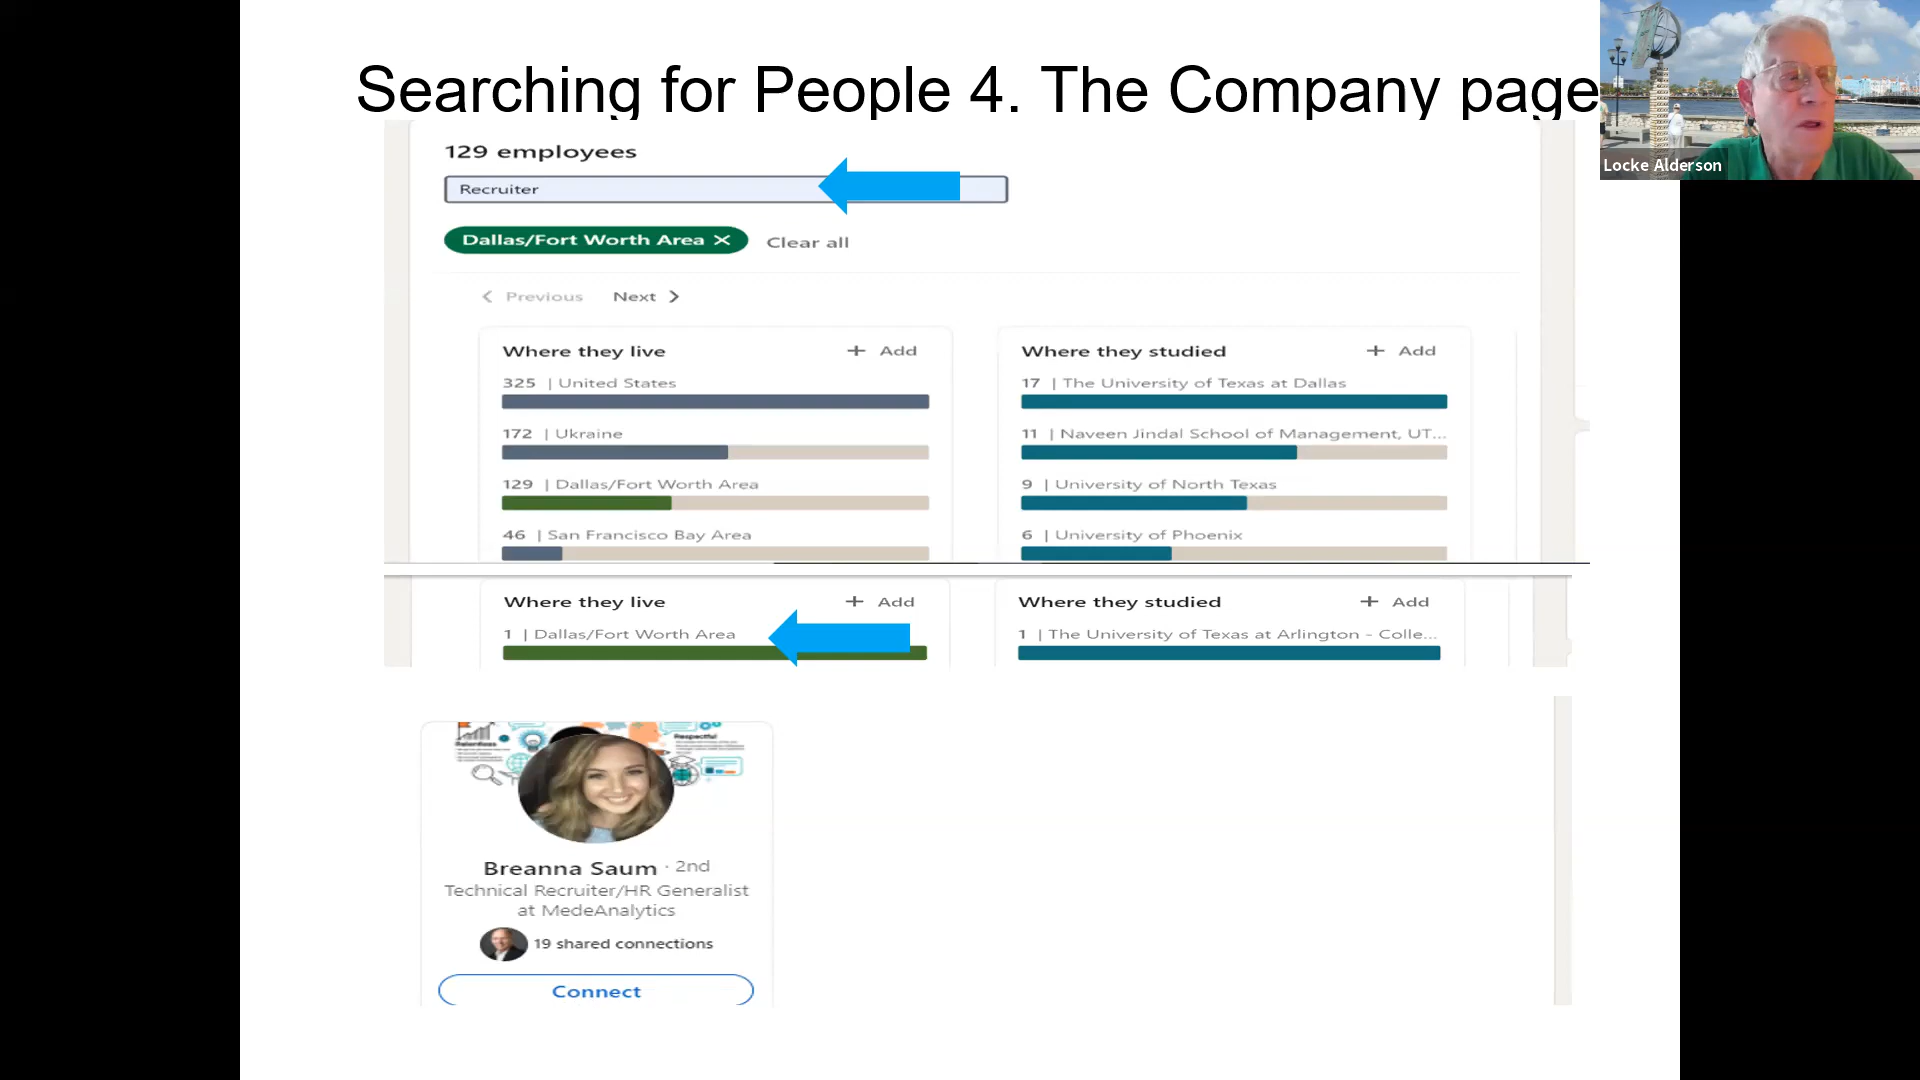 Searching for People 4. The Company page
Locke Alderson
129 employees
Recruiter
Dallas/Fort Worth Area ✕ Clear all
< Previous Next >
Where they live + Add
325 | United States
172 | Ukraine
129 | Dallas/Fort Worth Area
46 | San Francisco Bay Area
Where they studied + Add
17 | The University of Texas at Dallas
11 | Naveen Jindal School of Management, UT...
9 | University of North Texas
6 | University of Phoenix
Where they live + Add
1 | Dallas/Fort Worth Area
Where they studied + Add
1 | The University of Texas at Arlington - Colle...
Relentless
Respectful
Breanna Saum · 2nd
Technical Recruiter/HR Generalist
at MedeAnalytics
19 shared connections
Connect